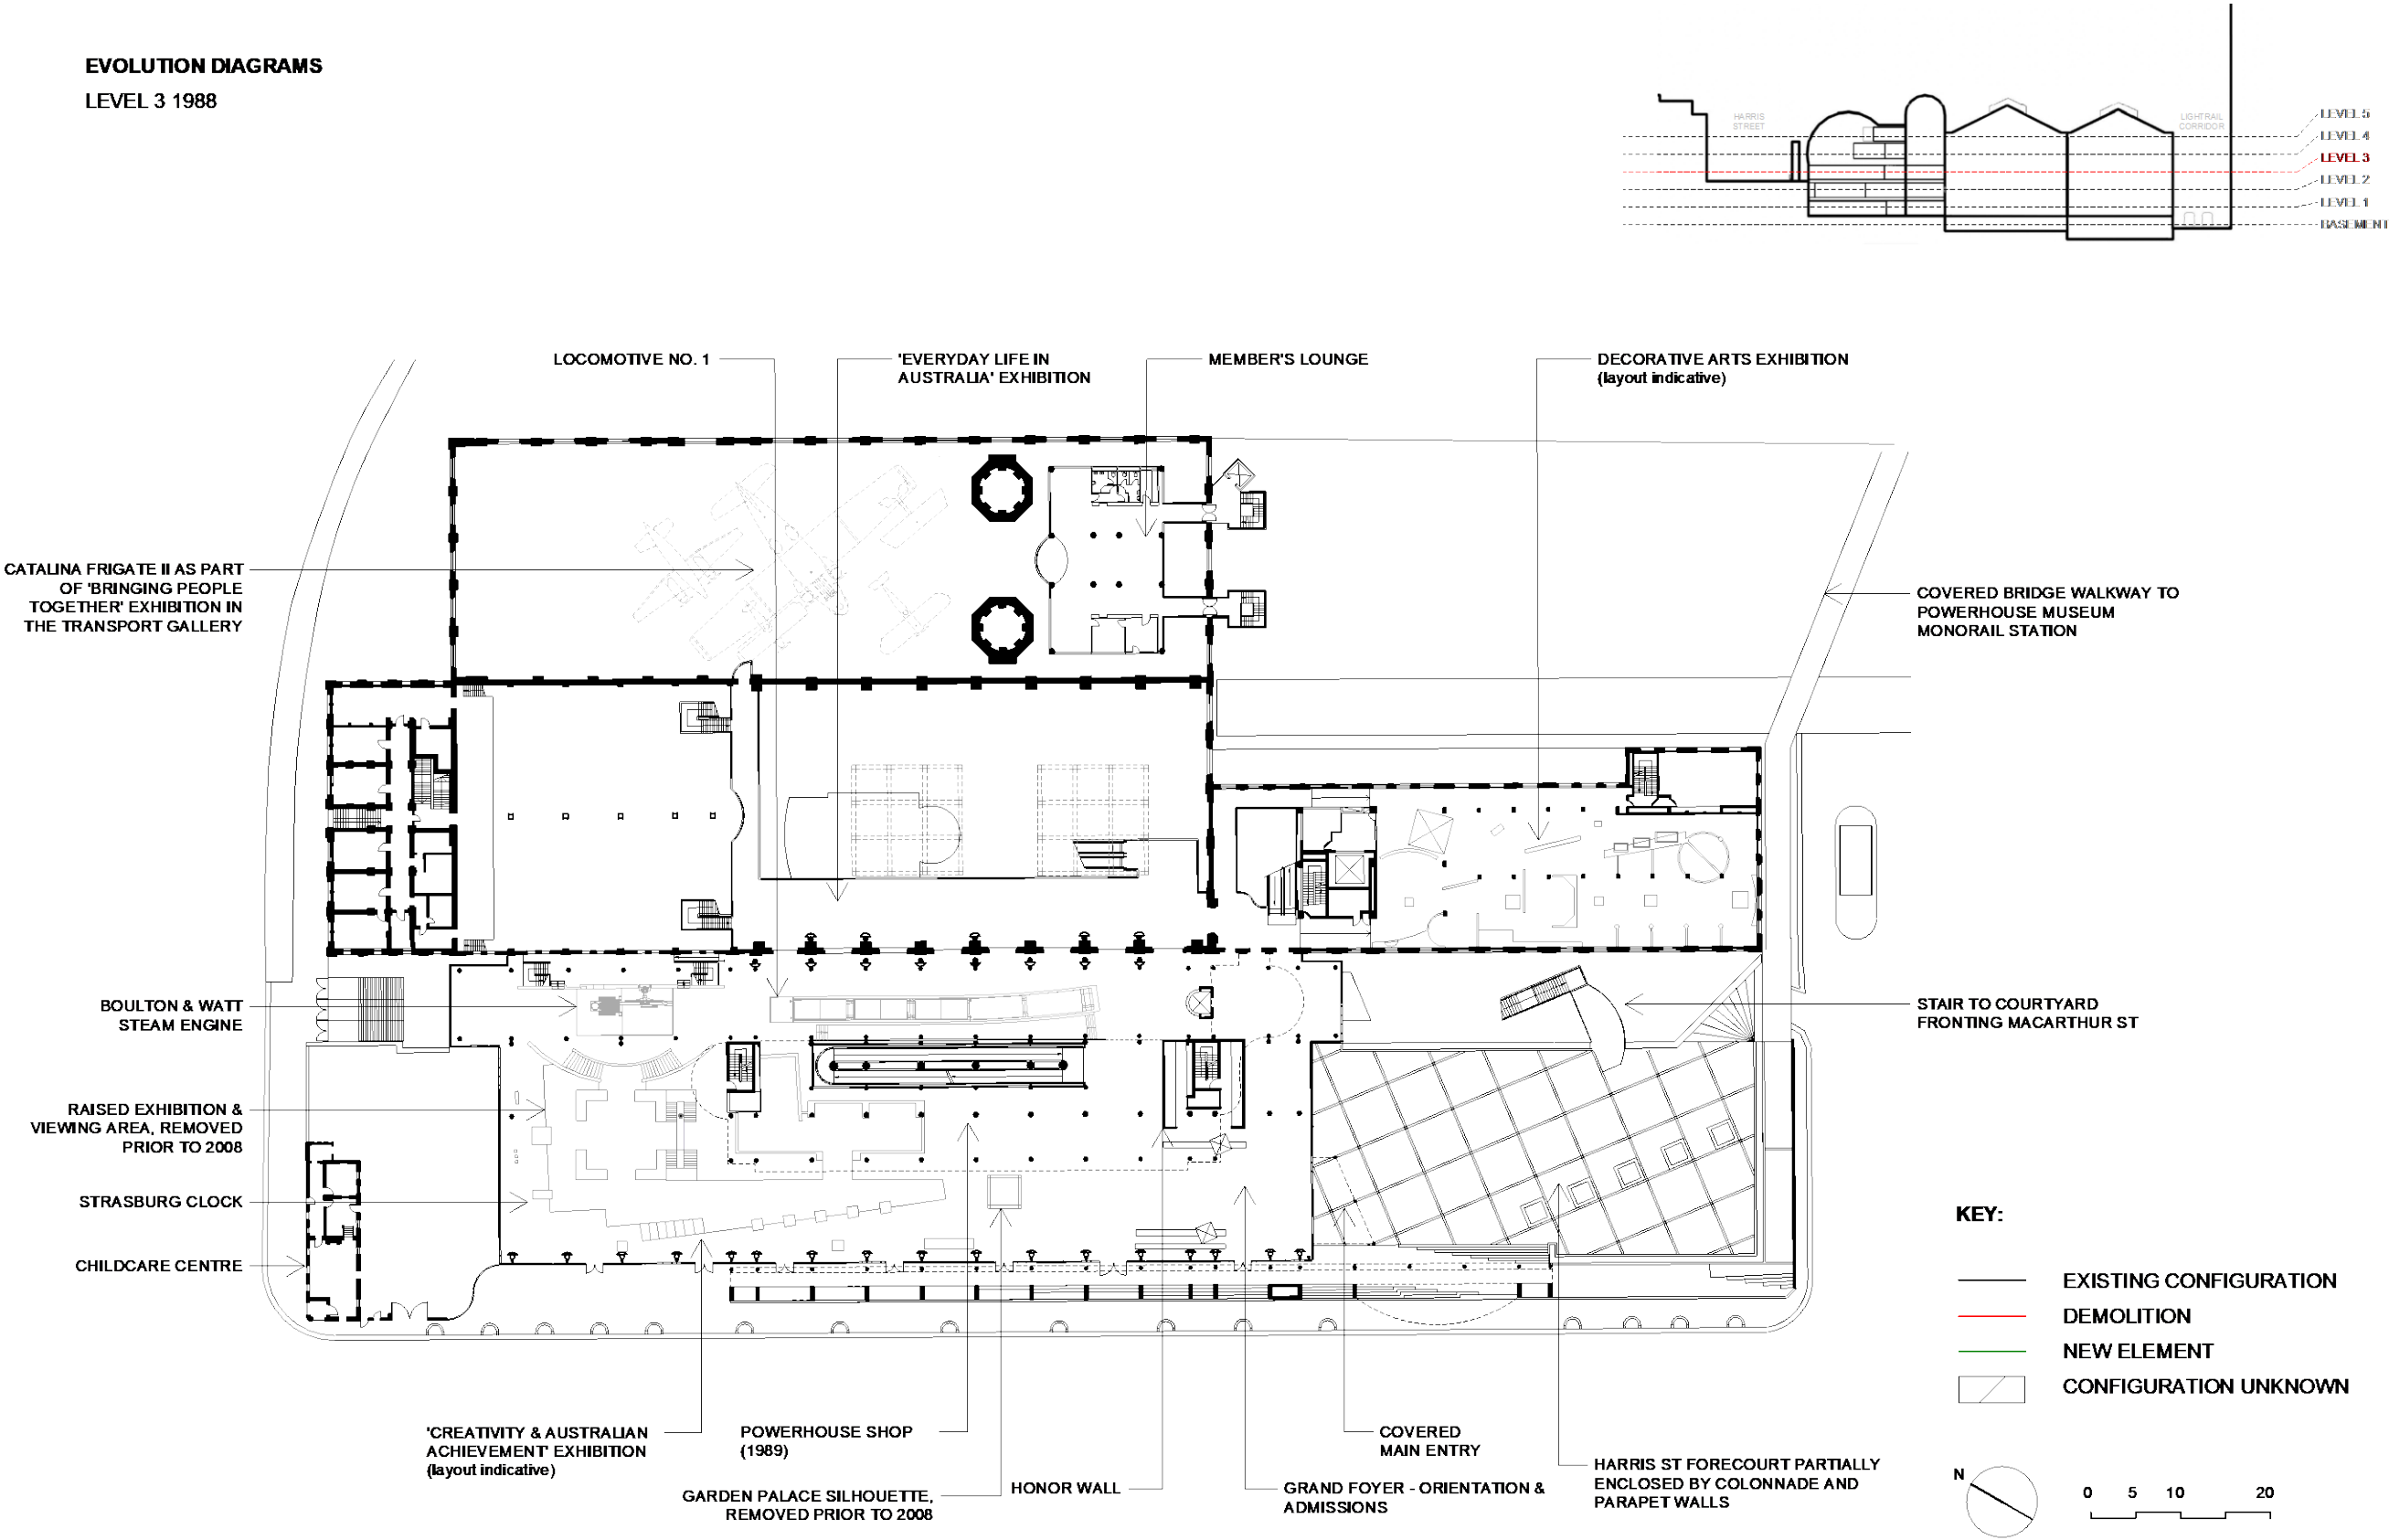 EVOLUTION DIAGRAMS
LEVEL 3 1988
HARRIS
STREET
LIGHTRAIL
CORRIDOR
LEVEL 5
LEVEL 4
LEVEL 3
LEVEL 2
LEVEL 1
BASEMENT
LOCOMOTIVE NO. 1
'EVERYDAY LIFE IN
AUSTRALIA' EXHIBITION
MEMBER'S LOUNGE
DECORATIVE ARTS EXHIBITION
(layout indicative)
CATALINA FRIGATE II AS PART
OF 'BRINGING PEOPLE
TOGETHER' EXHIBITION IN
THE TRANSPORT GALLERY
COVERED BRIDGE WALKWAY TO
POWERHOUSE MUSEUM
MONORAIL STATION
BOULTON & WATT
STEAM ENGINE
STAIR TO COURTYARD
FRONTING MACARTHUR ST
RAISED EXHIBITION &
VIEWING AREA, REMOVED
PRIOR TO 2008
STRASBURG CLOCK
CHILDCARE CENTRE
KEY:
EXISTING CONFIGURATION
DEMOLITION
NEW ELEMENT
CONFIGURATION UNKNOWN
'CREATIVITY & AUSTRALIAN
ACHIEVEMENT' EXHIBITION
(layout indicative)
POWERHOUSE SHOP
(1989)
GARDEN PALACE SILHOUETTE,
REMOVED PRIOR TO 2008
HONOR WALL
GRAND FOYER - ORIENTATION &
ADMISSIONS
COVERED
MAIN ENTRY
HARRIS ST FORECOURT PARTIALLY
ENCLOSED BY COLONNADE AND
PARAPET WALLS
N
0 5 10 20